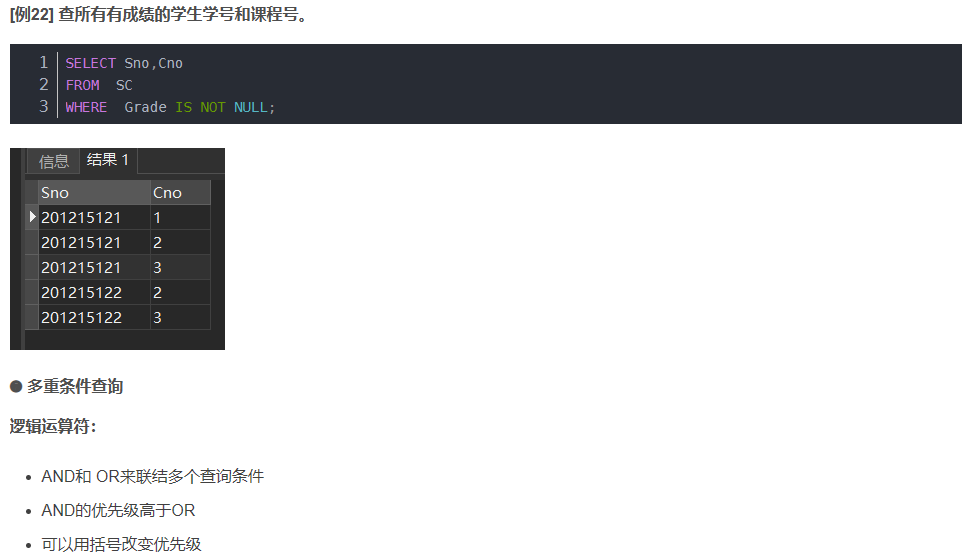 [例22] 查所有有成绩的学生学号和课程号。
1 SELECT Sno,Cno
2 FROM  SC
3 WHERE  Grade IS NOT NULL;
信息 结果 1
Sno Cno
201215121 1
201215121 2
201215121 3
201215122 2
201215122 3
● 多重条件查询
逻辑运算符：
• AND和 OR来联结多个查询条件
• AND的优先级高于OR
• 可以用括号改变优先级